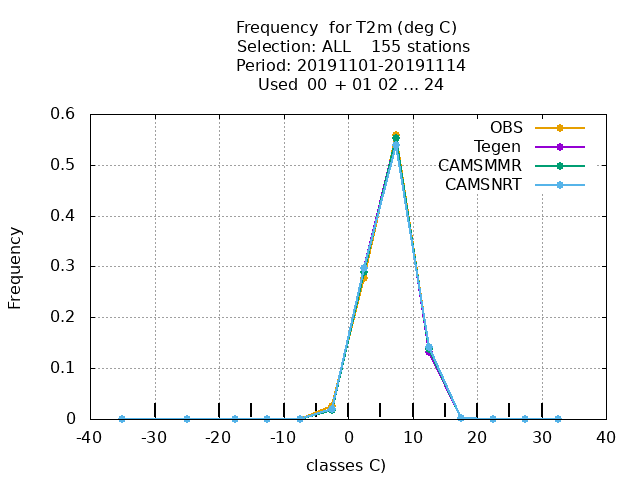 Frequency  for T2m (deg C)
Selection: ALL    155 stations
Period: 20191101-20191114
Used  00  + 01 02 ... 24
0.6
0.5
0.4
0.3
0.2
0.1
0
OBS
Tegen
CAMSMMR
CAMSNRT
Frequency
-40 -30 -20 -10 0 10 20 30 40
classes C)